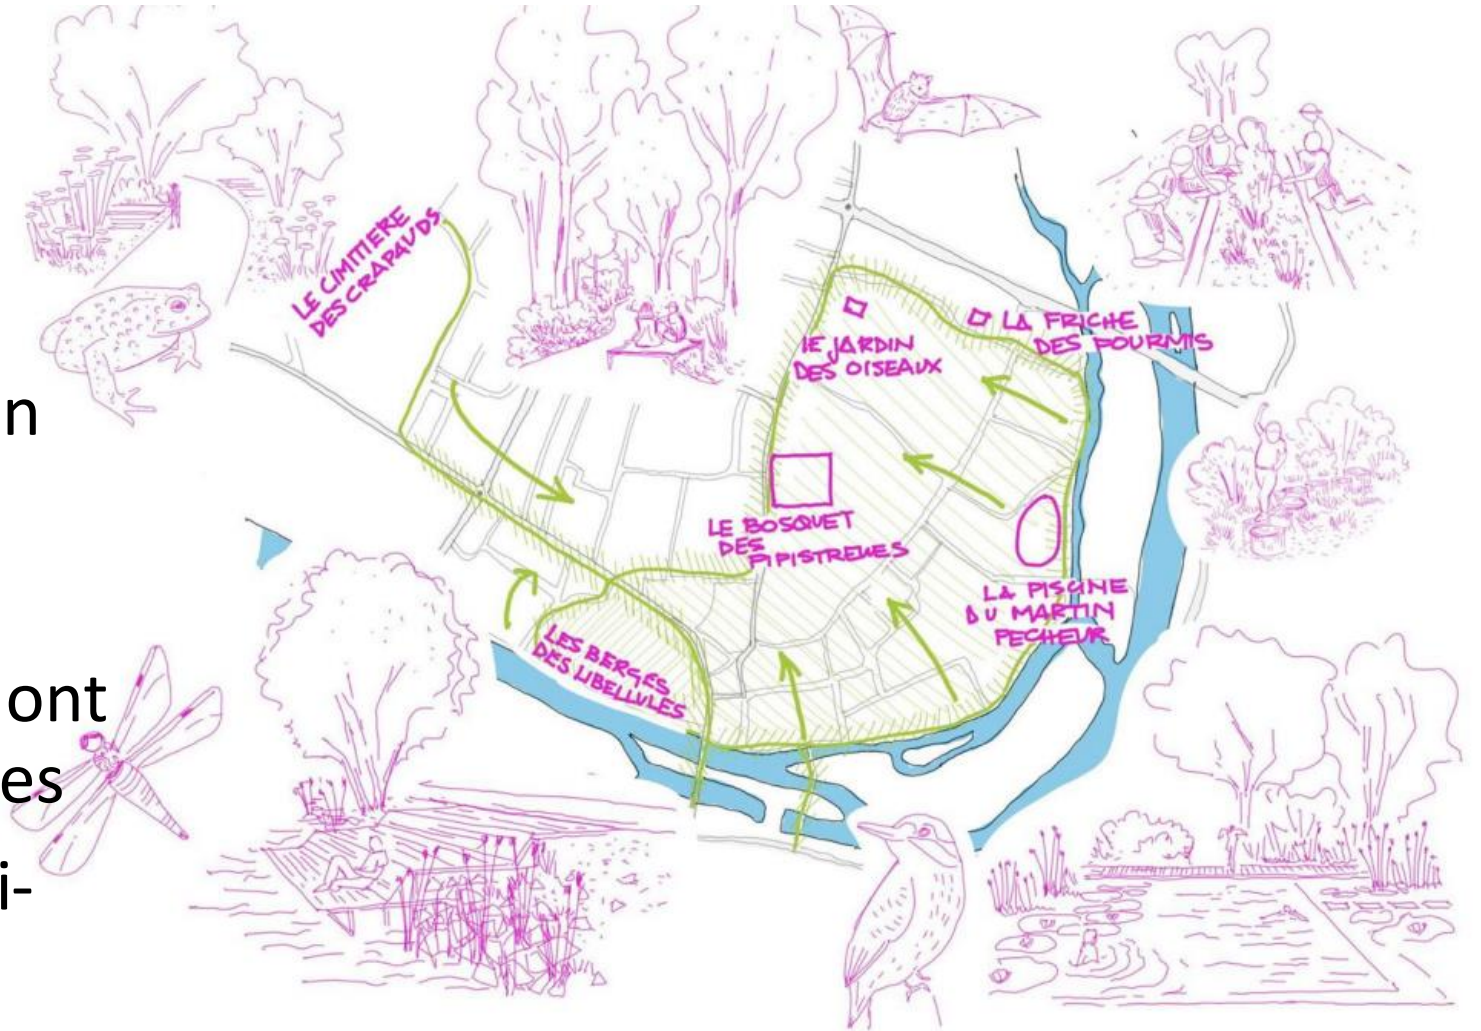 LE CIMITIERE
DES CRAPAUDS
LE JARDIN
DES OISEAUX
LA FRICHE
DES FOURMIS
n
LE BOSQUET
DES
PIPISTRELLES
LA PISCINE
DU MARTIN
PECHEUR
LES BERGES
DES LIBELLULES
ont
es
i-